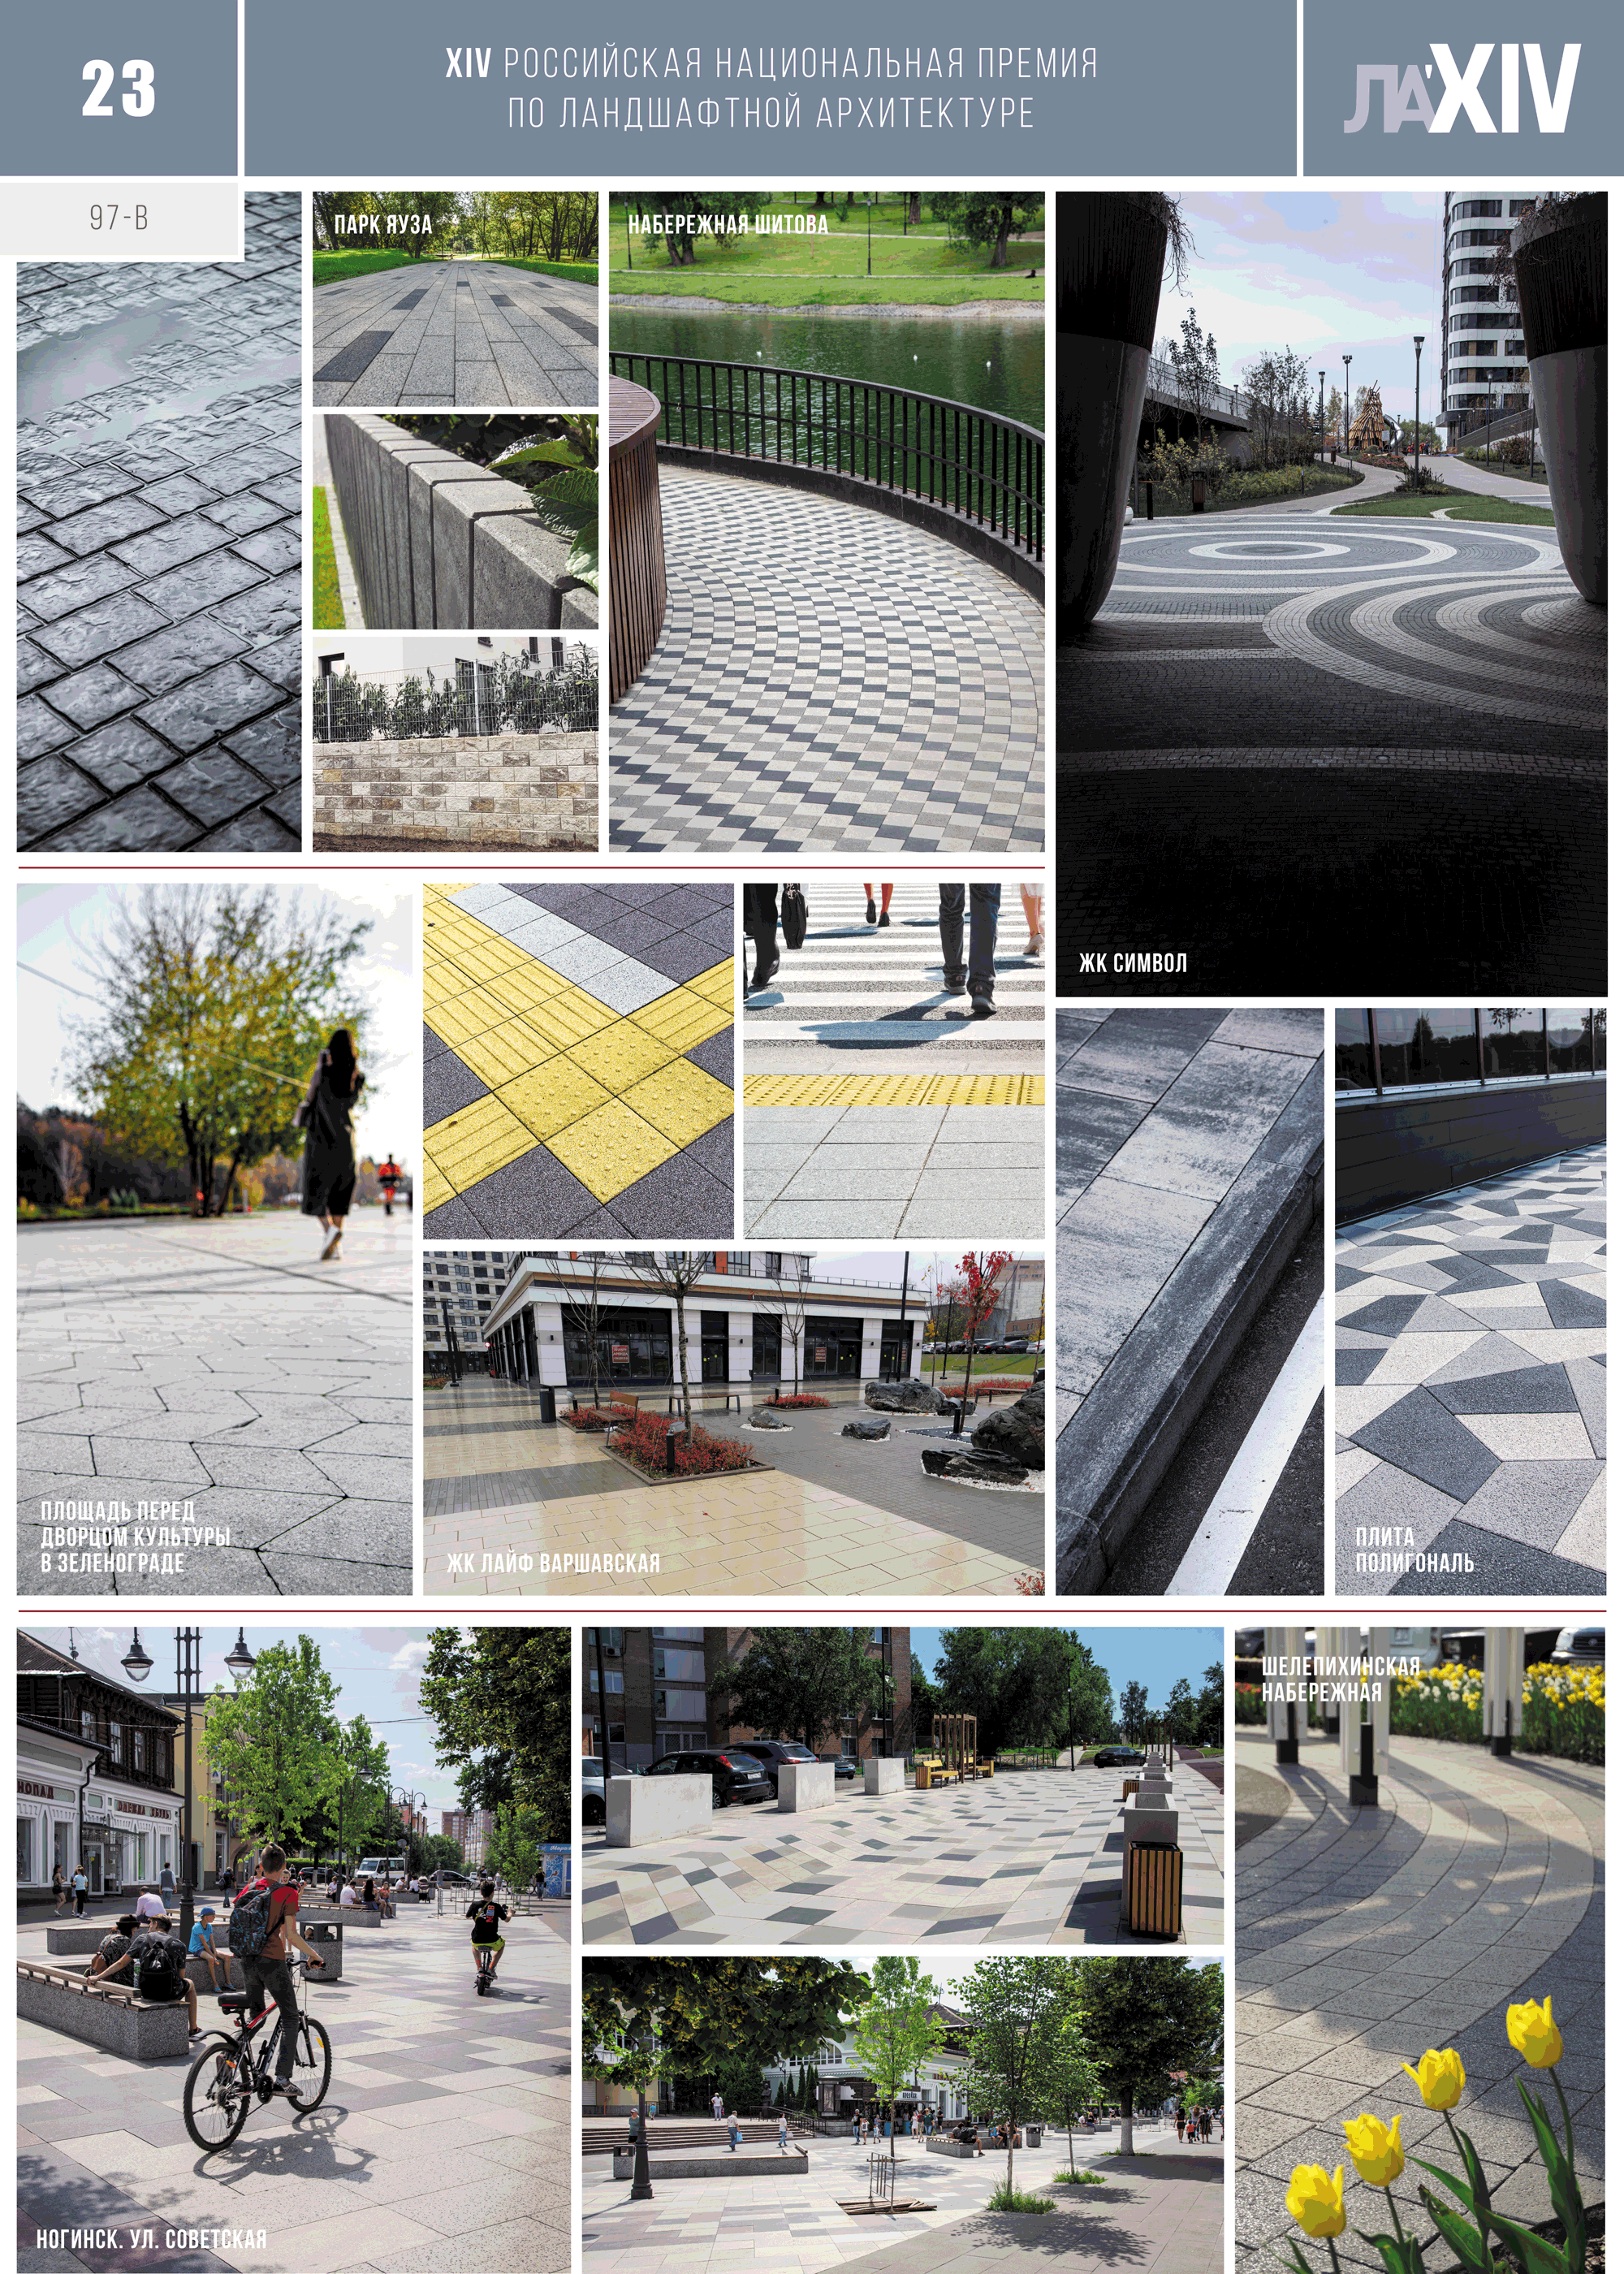 23
XIV РОССИЙСКАЯ НАЦИОНАЛЬНАЯ ПРЕМИЯ
ПО ЛАНДШАФТНОЙ АРХИТЕКТУРЕ
ЛА'XIV
97-В
ПАРК ЯУЗА
НАБЕРЕЖНАЯ ШИТОВА
ЖК СИМВОЛ
ПЛОЩАДЬ ПЕРЕД
ДВОРЦОМ КУЛЬТУРЫ
В ЗЕЛЕНОГРАДЕ
ЖК ЛАЙФ ВАРШАВСКАЯ
ПЛИТА
ПОЛИГОНАЛЬ
НОГИНСК. УЛ. СОВЕТСКАЯ
ШЕЛЕПИХИНСКАЯ
НАБЕРЕЖНАЯ